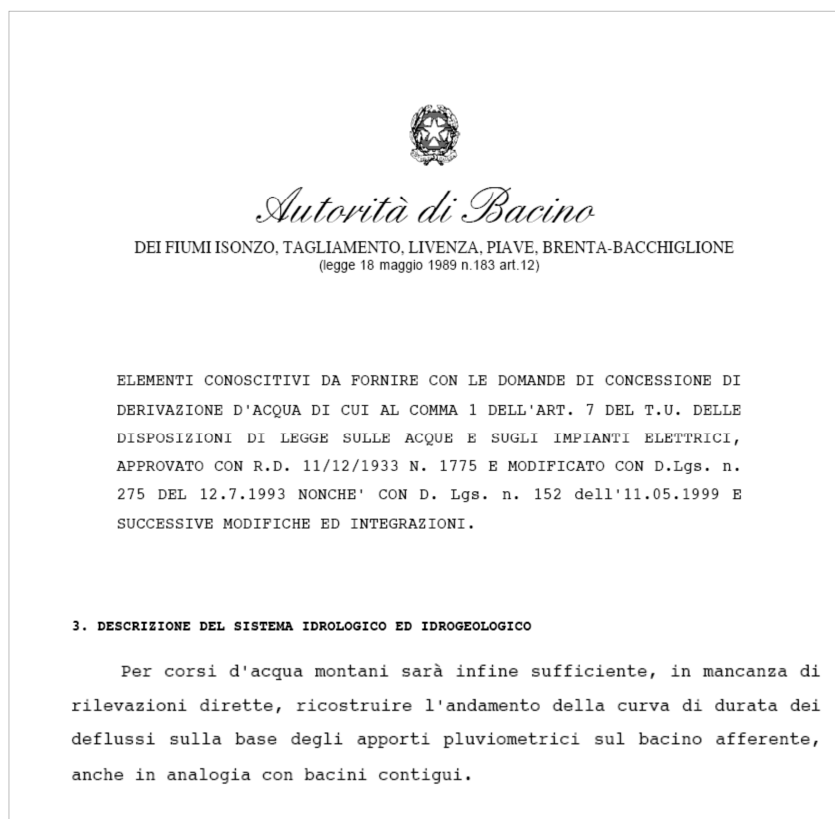 Autorità di Bacino
DEI FIUMI ISONZO, TAGLIAMENTO, LIVENZA, PIAVE, BRENTA-BACCHIGLIONE
(legge 18 maggio 1989 n.183 art.12)
ELEMENTI CONOSCITIVI DA FORNIRE CON LE DOMANDE DI CONCESSIONE DI
DERIVAZIONE D'ACQUA DI CUI AL COMMA 1 DELL'ART. 7 DEL T.U. DELLE
DISPOSIZIONI DI LEGGE SULLE ACQUE E SUGLI IMPIANTI ELETTRICI,
APPROVATO CON R.D. 11/12/1933 N. 1775 E MODIFICATO CON D.Lgs. n.
275 DEL 12.7.1993 NONCHE' CON D. Lgs. n. 152 dell'11.05.1999 E
SUCCESSIVE MODIFICHE ED INTEGRAZIONI.
3. DESCRIZIONE DEL SISTEMA IDROLOGICO ED IDROGEOLOGICO
Per corsi d'acqua montani sarà infine sufficiente, in mancanza di
rilevazioni dirette, ricostruire l'andamento della curva di durata dei
deflussi sulla base degli apporti pluviometrici sul bacino afferente,
anche in analogia con bacini contigui.